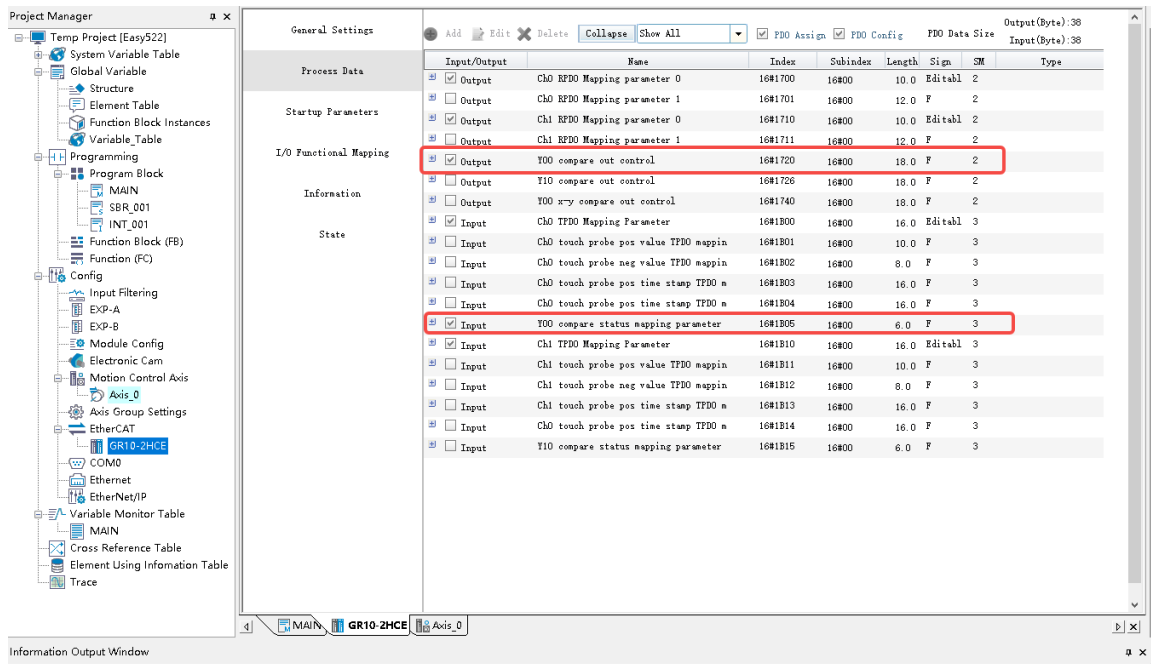 Project Manager
Temp Project [Easy522]
System Variable Table
Global Variable
Structure
Element Table
Function Block Instances
Variable_Table
Programming
Program Block
MAIN
SBR_001
INT_001
Function Block (FB)
Function (FC)
Config
Input Filtering
EXP-A
EXP-B
Module Config
Electronic Cam
Motion Control Axis
Axis_0
Axis Group Settings
EtherCAT
GR10-2HCE
COM0
Ethernet
EtherNet/IP
Variable Monitor Table
MAIN
Cross Reference Table
Element Using Infomation Table
Trace
General Settings
Process Data
Startup Parameters
I/O Functional Mapping
Information
State
Add Edit Delete Collapse Show All PDO Assign PDO Config PDO Data Size Output(Byte):38
Input(Byte):38
Input/Output Name Index Subindex Length Sign SM Type
Output Ch0 RPDO Mapping parameter 0 16#1700 16#00 10.0 Editabl 2
Output Ch0 RPDO Mapping parameter 1 16#1701 16#00 12.0 F 2
Output Ch1 RPDO Mapping parameter 0 16#1710 16#00 10.0 Editabl 2
Output Ch1 RPDO Mapping parameter 1 16#1711 16#00 12.0 F 2
Output Y00 compare out control 16#1720 16#00 18.0 F 2
Output Y10 compare out control 16#1726 16#00 18.0 F 2
Output Y00 x-y compare out control 16#1740 16#00 18.0 F 2
Input Ch0 TPDO Mapping Parameter 16#1B00 16#00 16.0 Editabl 3
Input Ch0 touch probe pos value TPDO mappin 16#1B01 16#00 10.0 F 3
Input Ch0 touch probe neg value TPDO mappin 16#1B02 16#00 8.0 F 3
Input Ch0 touch probe pos time stamp TPDO m 16#1B03 16#00 16.0 F 3
Input Ch0 touch probe pos time stamp TPDO m 16#1B04 16#00 16.0 F 3
Input Y00 compare status mapping parameter 16#1B05 16#00 6.0 F 3
Input Ch1 TPDO Mapping Parameter 16#1B10 16#00 16.0 Editabl 3
Input Ch1 touch probe pos value TPDO mappin 16#1B11 16#00 10.0 F 3
Input Ch1 touch probe neg value TPDO mappin 16#1B12 16#00 8.0 F 3
Input Ch1 touch probe pos time stamp TPDO m 16#1B13 16#00 16.0 F 3
Input Ch0 touch probe pos time stamp TPDO m 16#1B14 16#00 16.0 F 3
Input Y10 compare status mapping parameter 16#1B15 16#00 6.0 F 3
MAIN GR10-2HCE Axis_0
Information Output Window